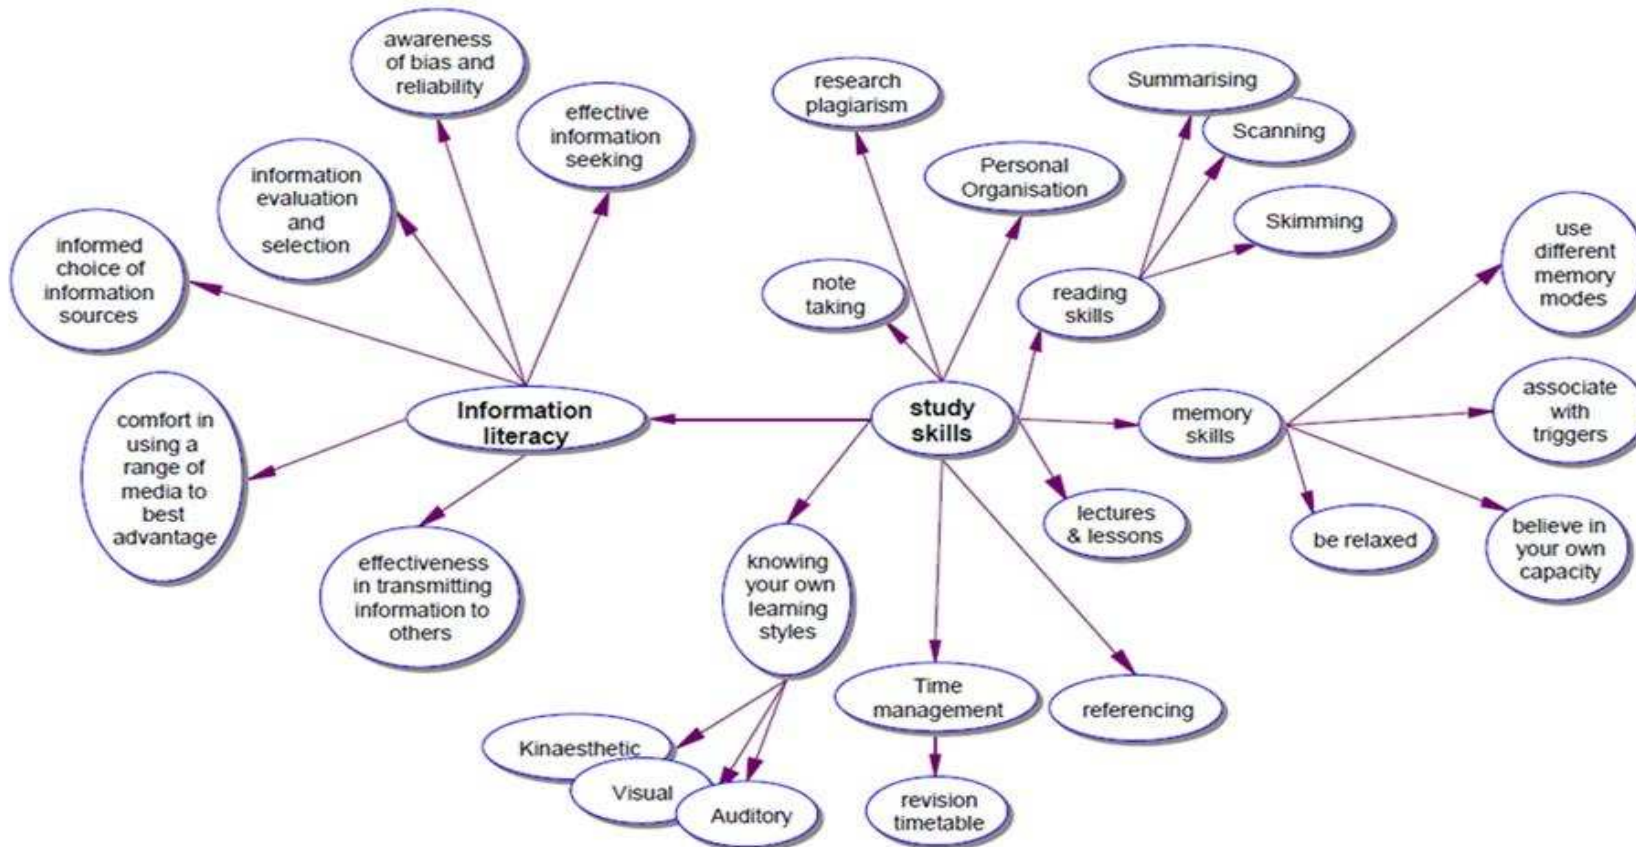 awareness
of bias and
reliability
effective
information
seeking
information
evaluation
and
selection
informed
choice of
information
sources
comfort in
using a
range of
media to
best
advantage
effectiveness
in transmitting
information to
others
Information
literacy
research
plagiarism
Personal
Organisation
note
taking
Summarising
Scanning
Skimming
reading
skills
study
skills
memory
skills
use
different
memory
modes
associate
with
triggers
believe in
your own
capacity
be relaxed
lectures
& lessons
knowing
your own
learning
styles
Kinaesthetic
Visual
Auditory
Time
management
revision
timetable
referencing